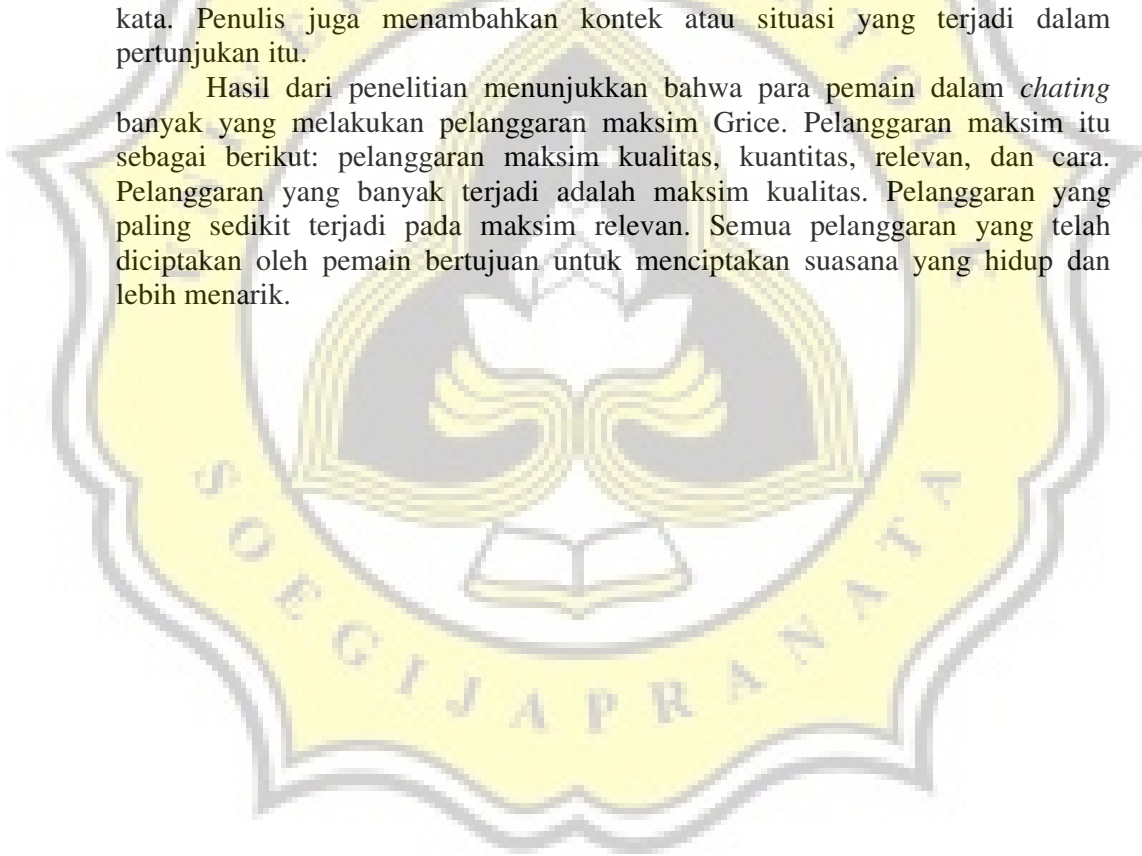 kata. Penulis juga menambahkan kontek atau situasi yang terjadi dalam
pertunjukan itu.
Hasil dari penelitian menunjukkan bahwa para pemain dalam chating
banyak yang melakukan pelanggaran maksim Grice. Pelanggaran maksim itu
sebagai berikut: pelanggaran maksim kualitas, kuantitas, relevan, dan cara.
Pelanggaran yang banyak terjadi adalah maksim kualitas. Pelanggaran yang
paling sedikit terjadi pada maksim relevan. Semua pelanggaran yang telah
diciptakan oleh pemain bertujuan untuk menciptakan suasana yang hidup dan
lebih menarik.
SOEGIJAPRANATA